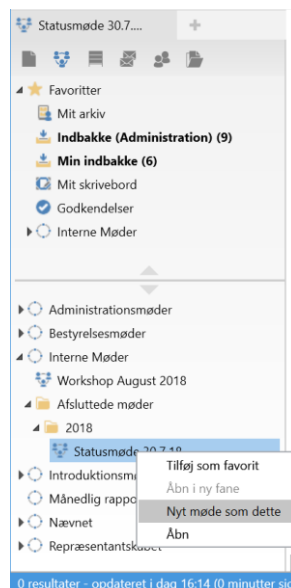 Statusmøde 30.7....
Favoritter
Mit arkiv
Indbakke (Administration) (9)
Min indbakke (6)
Mit skrivebord
Godkendelser
Interne Møder
Administrationsmøder
Bestyrelsesmøder
Interne Møder
Workshop August 2018
Afsluttede møder
2018
Statusmøde 30.7.18
Tilføj som favorit
Introduktionsmø
Åbn i ny fane
Månedlig rappo
Nyt møde som dette
Nævnet
Åbn
Repræsentantskabet
0 resultater - opdateret i dag 16:14 (0 minutter sid